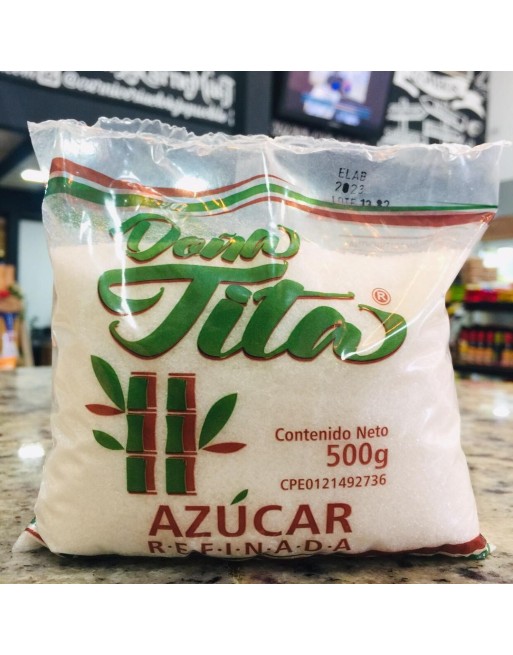 ELAB
2023
Doña
Tita
®
Contenido Neto
500g
CPE0121492736
AZÚCAR
R·E·F·I·N·A·D·A